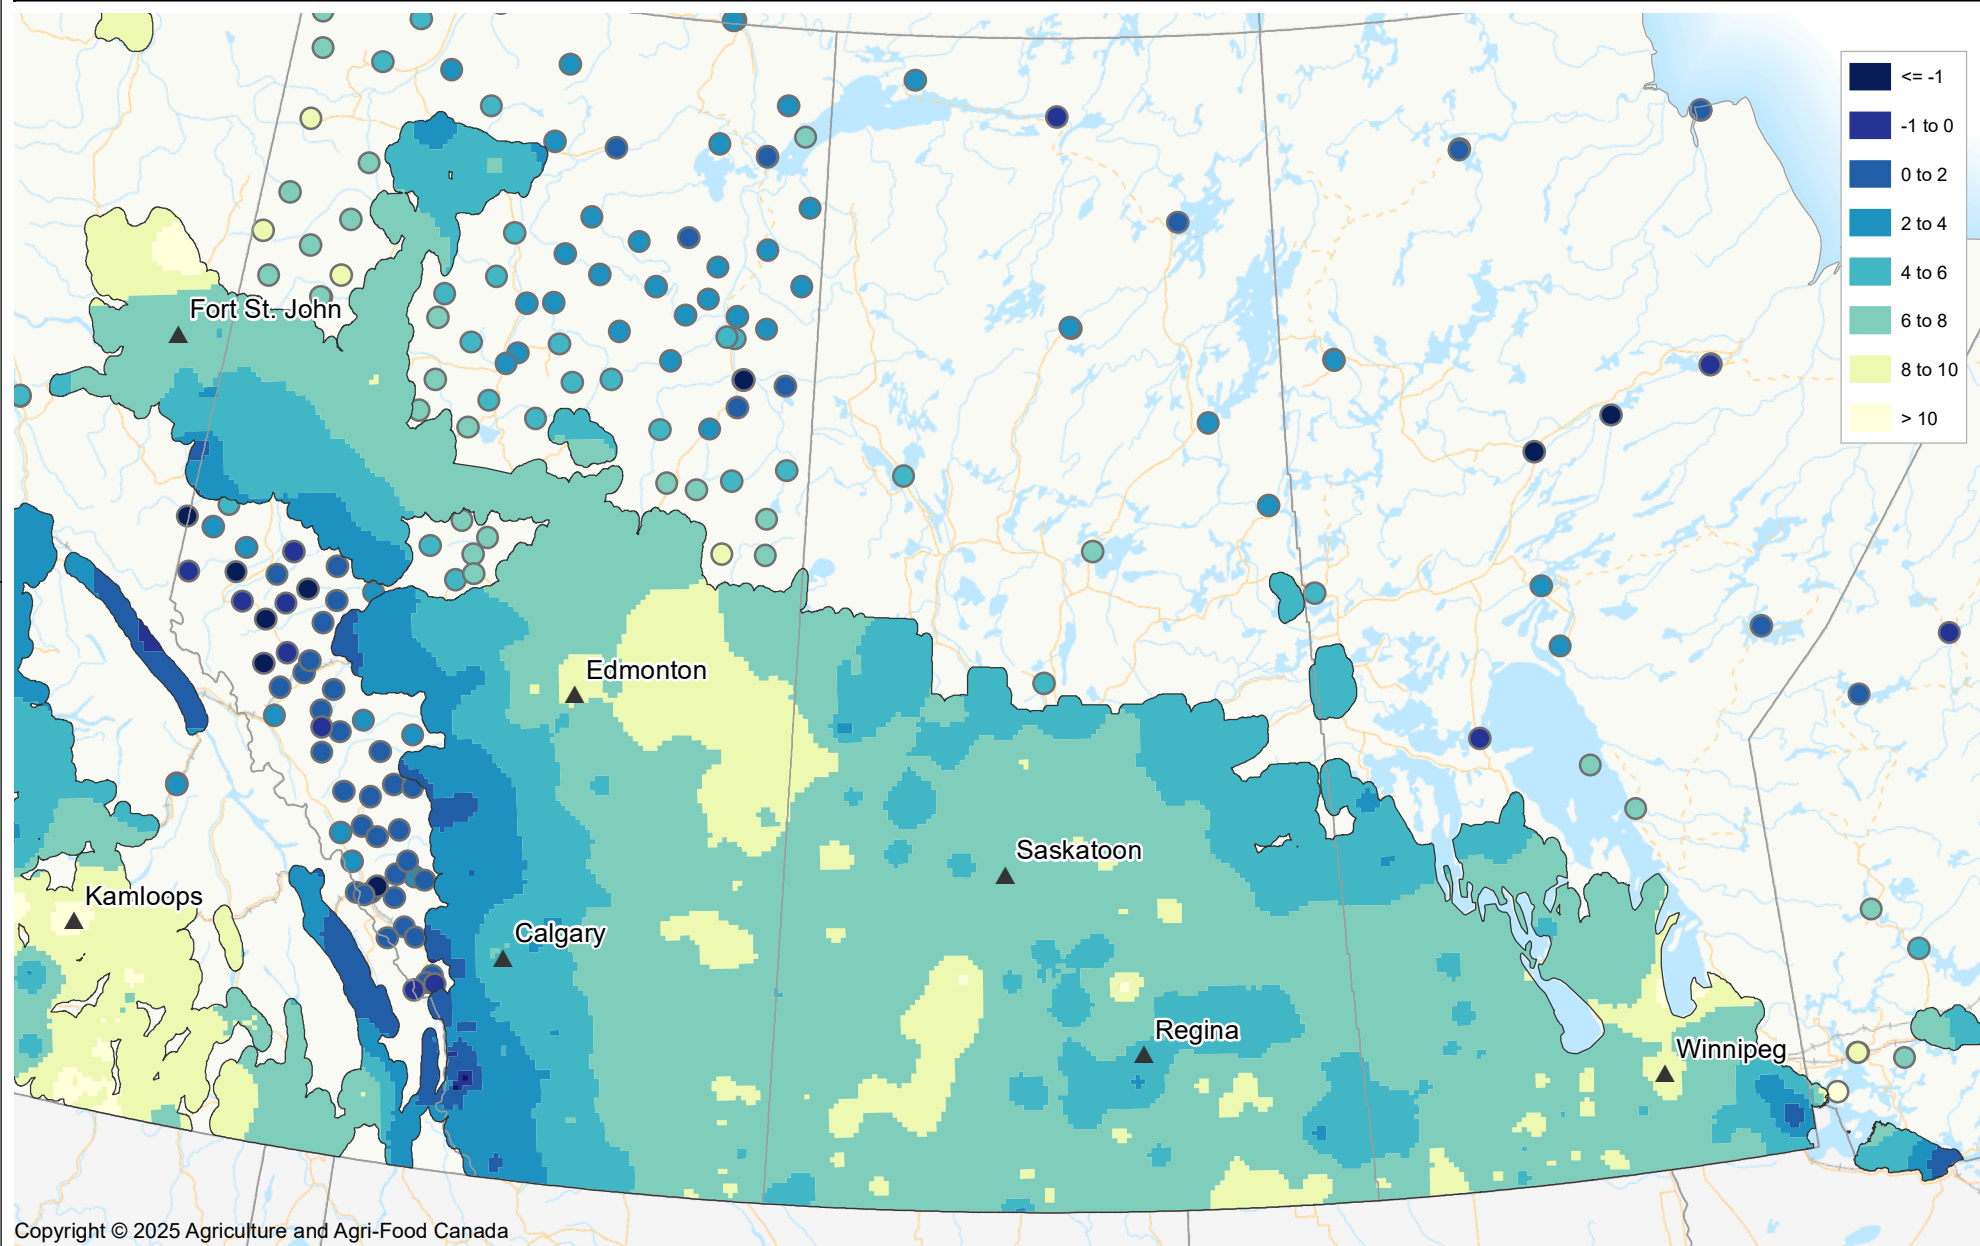 <= -1
-1 to 0
0 to 2
2 to 4
4 to 6
6 to 8
8 to 10
> 10
Fort St. John
Edmonton
Saskatoon
Kamloops
Calgary
Regina
Winnipeg
Copyright © 2025 Agriculture and Agri-Food Canada